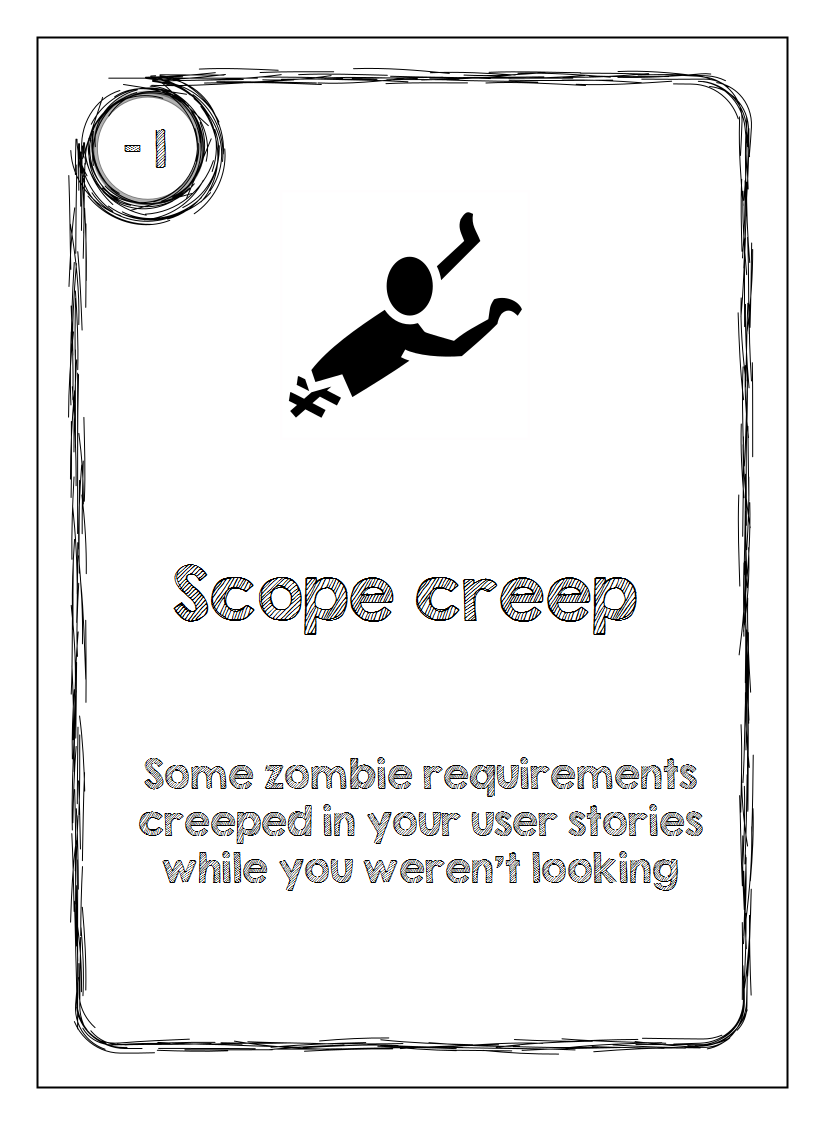 -1
Scope creep
Some zombie requirements
creeped in your user stories
while you weren't looking